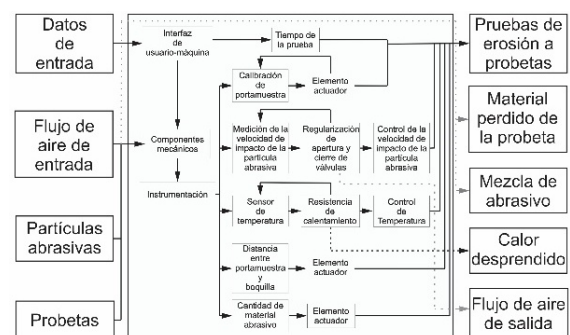 Datos
de
entrada
Flujo de
aire de
entrada
Partículas
abrasivas
Probetas
Interfaz
de
usuario-máquina
Tiempo de
la prueba
Calibración
de
portamuestra
Elemento
actuador
Componentes
mecánicos
Medición de la
velocidad de
impacto de la
partícula
abrasiva
Regularización
de
apertura y
cierre de
válvulas
Control de la
velocidad de
impacto de la
partícula
abrasiva
Instrumentación
Sensor
de
temperatura
Resistencia
de
calentamiento
Control
de
Temperatura
Distancia
entre
portamuestra
y
boquilla
Elemento
actuador
Cantidad de
material
abrasivo
Elemento
actuador
Pruebas de
erosión a
probetas
Material
perdido de
la probeta
Mezcla de
abrasivo
Calor
desprendido
Flujo de aire
de salida